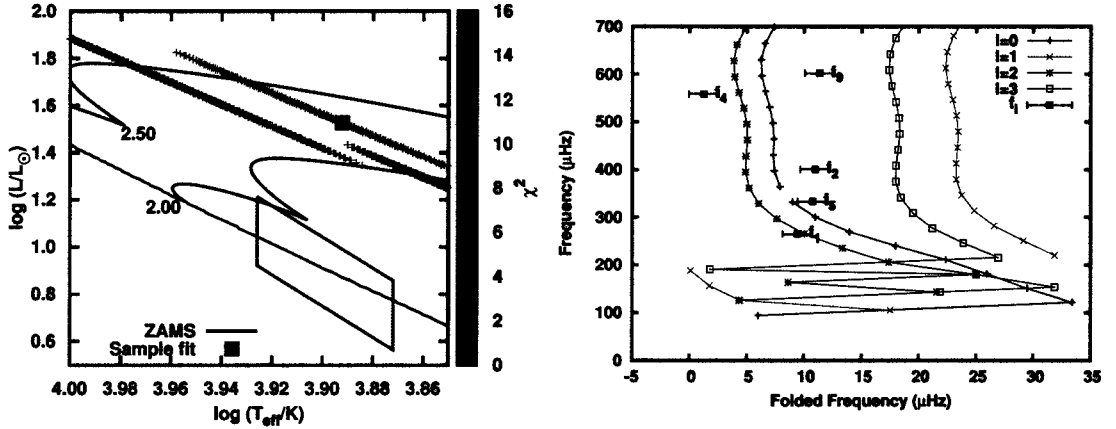 2.0
1.8
1.6
1.4
1.2
1.0
0.8
0.6
log (L/L☉)
2.50
2.00
ZAMS
Sample fit
4.00 3.98 3.96 3.94 3.92 3.90 3.88 3.86
log (Teff/K)
16
14
12
10
8
6
4
2
0
χ2
700
600
500
400
300
200
100
0
Frequency (μHz)
l=0
l=1
l=2
l=3
fi
f9
f4
f2
f5
f1
-5 0 5 10 15 20 25 30 35
Folded Frequency (μHz)